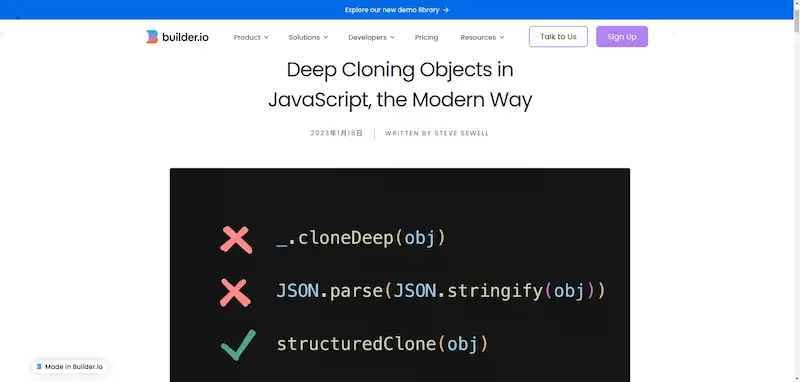 Explore our new demo library →
builder.io Product Solutions Developers Pricing Resources Talk to Us Sign Up
Deep Cloning Objects in
JavaScript, the Modern Way
2023年1月18日 WRITTEN BY STEVE SEWELL
_.cloneDeep(obj)
JSON.parse(JSON.stringify(obj))
structuredClone(obj)
Made in Builder.io